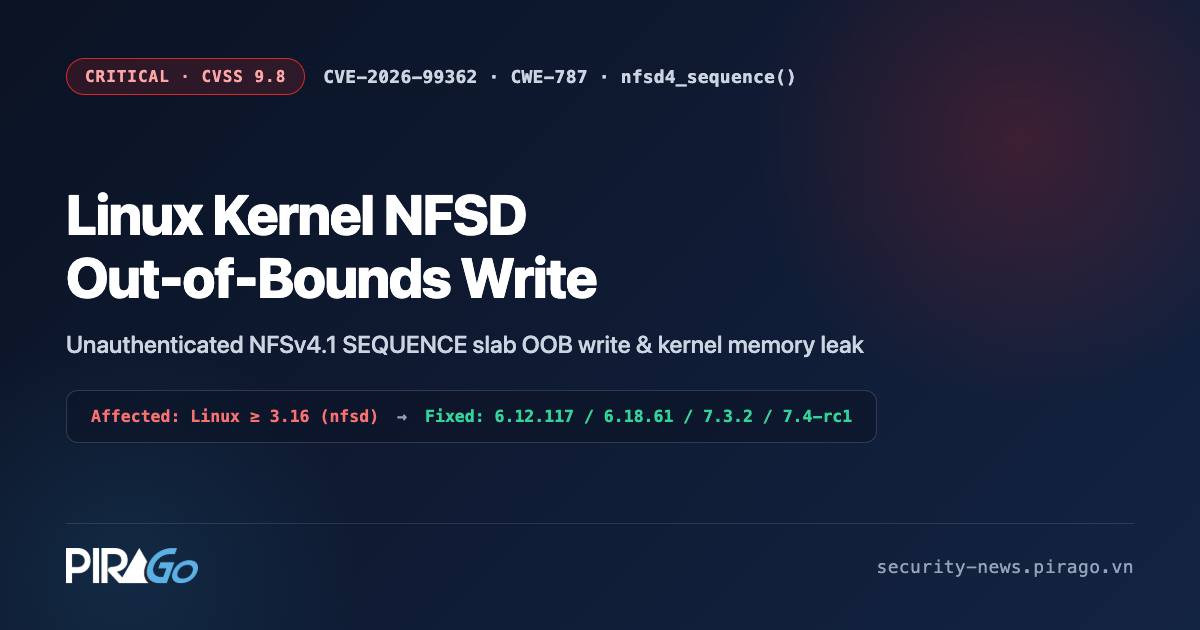 CRITICAL · CVSS 9.8
CVE-2026-99362 · CWE-787 · nfsd4_sequence()
Linux Kernel NFSD
Out-of-Bounds Write
Unauthenticated NFSv4.1 SEQUENCE slab OOB write & kernel memory leak
Affected: Linux ≥ 3.16 (nfsd) → Fixed: 6.12.117 / 6.18.61 / 7.3.2 / 7.4-rc1
PIRAGO
security-news.pirago.vn